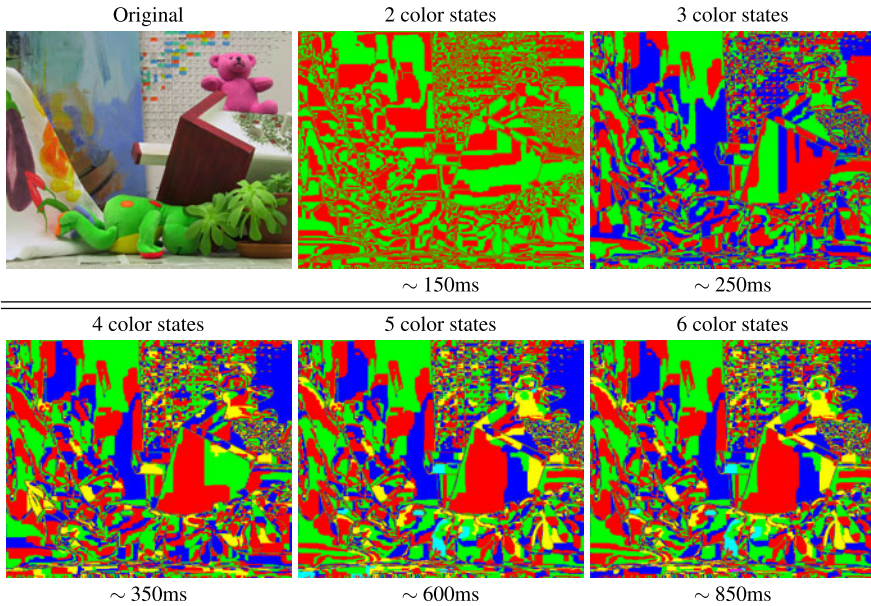 Original
2 color states
3 color states
∼ 150ms
∼ 250ms
4 color states
5 color states
6 color states
∼ 350ms
∼ 600ms
∼ 850ms